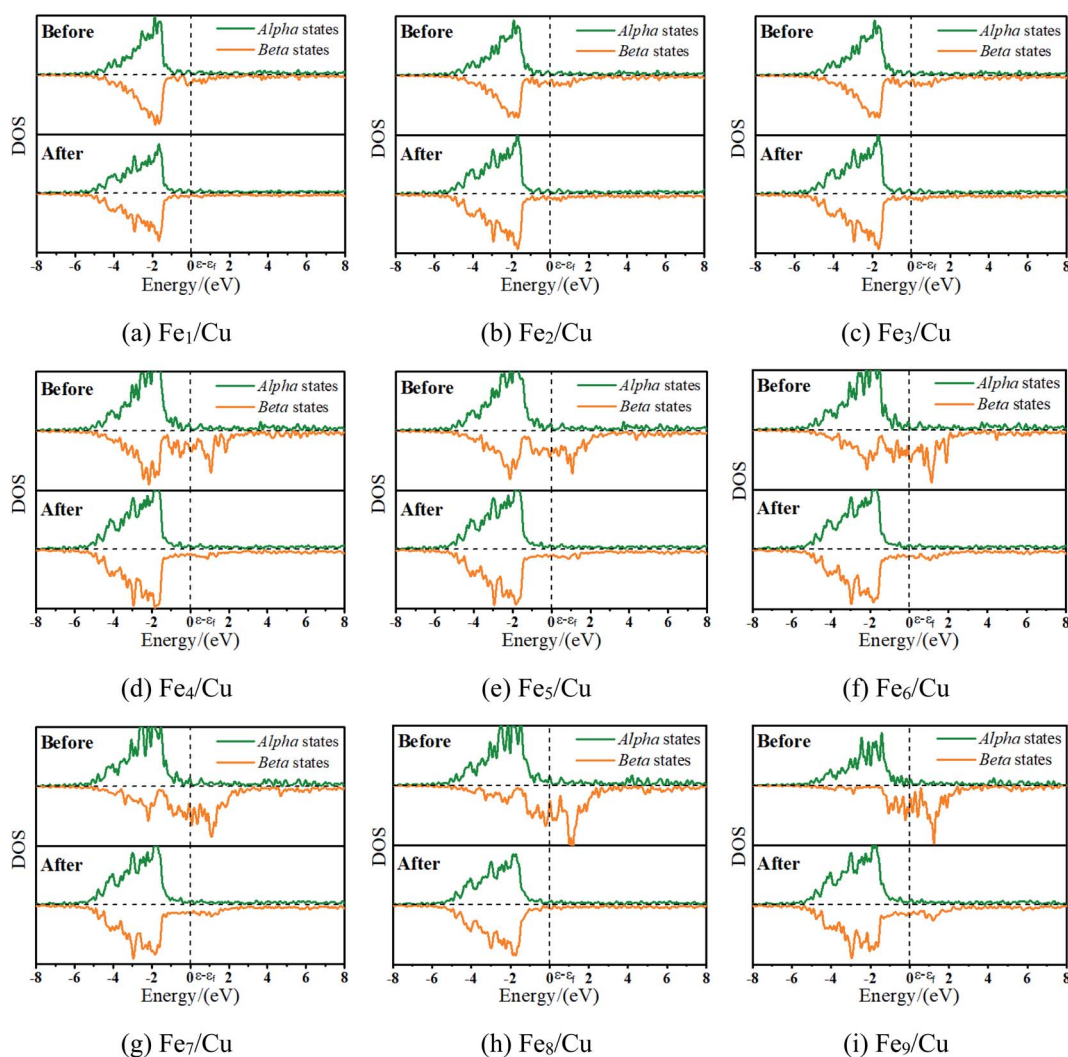 Before
Alpha states
Beta states
DOS
After
-8 -6 -4 -2 0 ε-εf 2 4 6 8
Energy/(eV)
(a) Fe₁/Cu
Before
Alpha states
Beta states
DOS
After
-8 -6 -4 -2 0 ε-εf 2 4 6 8
Energy/(eV)
(b) Fe₂/Cu
Before
Alpha states
Beta states
DOS
After
-8 -6 -4 -2 0 ε-εf 2 4 6 8
Energy/(eV)
(c) Fe₃/Cu
Before
Alpha states
Beta states
DOS
After
-8 -6 -4 -2 0 ε-εf 2 4 6 8
Energy/(eV)
(d) Fe₄/Cu
Before
Alpha states
Beta states
DOS
After
-8 -6 -4 -2 0 ε-εf 2 4 6 8
Energy/(eV)
(e) Fe₅/Cu
Before
Alpha states
Beta states
DOS
After
-8 -6 -4 -2 0 ε-εf 2 4 6 8
Energy/(eV)
(f) Fe₆/Cu
Before
Alpha states
Beta states
DOS
After
-8 -6 -4 -2 0 ε-εf 2 4 6 8
Energy/(eV)
(g) Fe₇/Cu
Before
Alpha states
Beta states
DOS
After
-8 -6 -4 -2 0 ε-εf 2 4 6 8
Energy/(eV)
(h) Fe₈/Cu
Before
Alpha states
Beta states
DOS
After
-8 -6 -4 -2 0 ε-εf 2 4 6 8
Energy/(eV)
(i) Fe₉/Cu